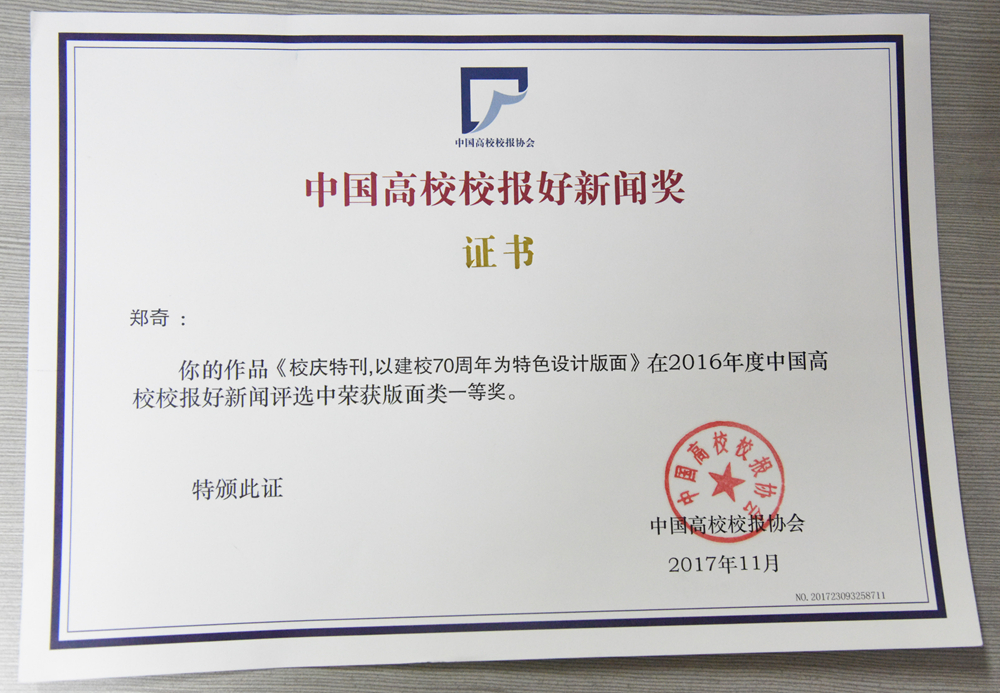 中国高校校报协会
中国高校校报好新闻奖
证书
郑奇：
你的作品《校庆特刊,以建校70周年为特色设计版面》在2016年度中国高
校校报好新闻评选中荣获版面类一等奖。
特颁此证
中国高校校报协会
中国高校校报协会
2017年11月
NO.201723093258711